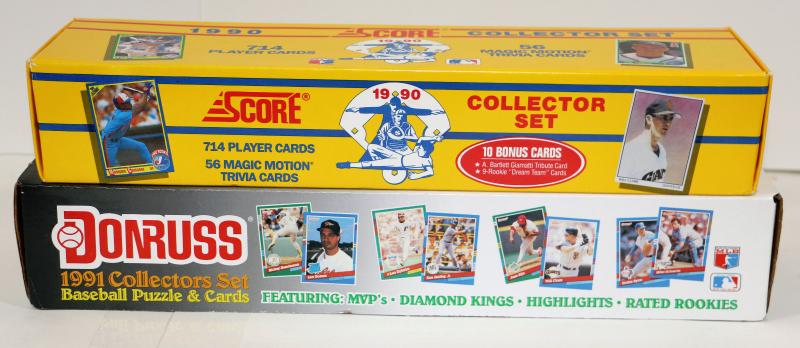 1990 SCORE COLLECTOR SET
714
PLAYER CARDS
56
MAGIC MOTION®
TRIVIA CARDS
SCORE®
1990
COLLECTOR
SET
714 PLAYER CARDS
56 MAGIC MOTION®
TRIVIA CARDS
10 BONUS CARDS
★ A. Bartlett Giamatti Tribute Card
★ 9-Rookie "Dream Team" Cards
DONRUSS®
1991 Collectors Set
Baseball Puzzle & Cards
FEATURING: MVP's · DIAMOND KINGS · HIGHLIGHTS · RATED ROOKIES
MLB